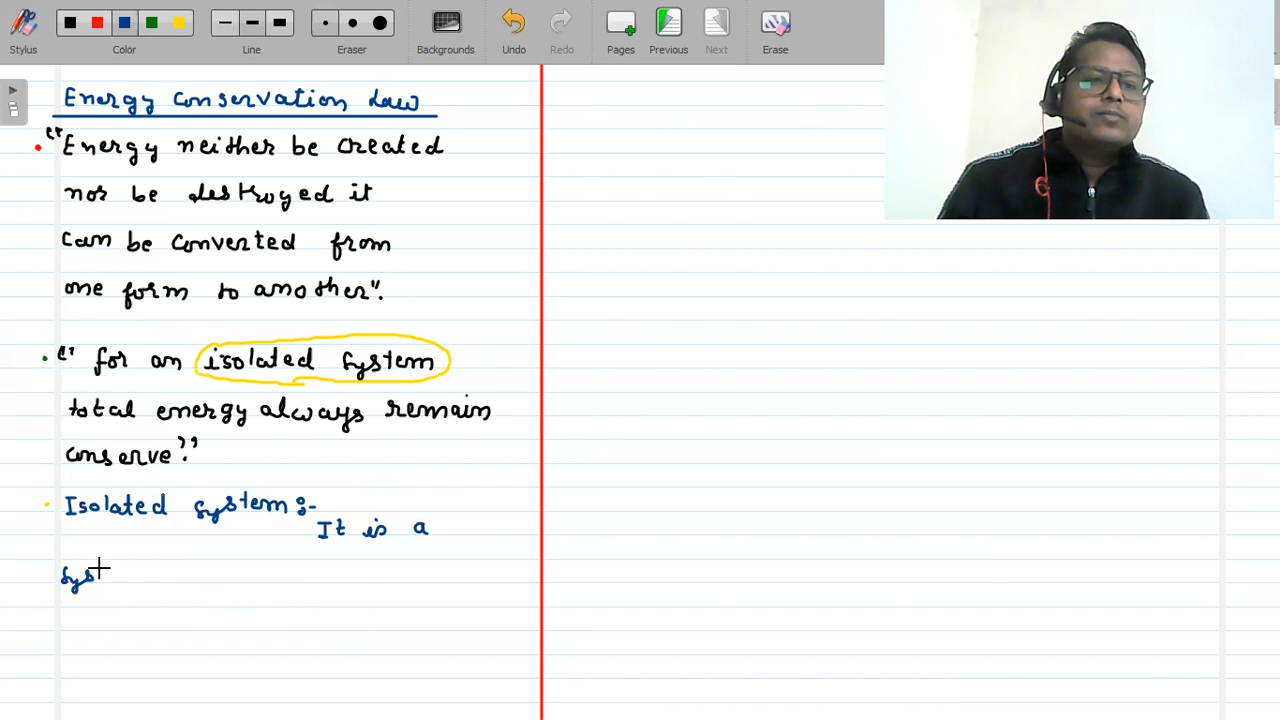 Stylus Color Line Eraser Backgrounds Undo Redo Pages Previous Next Erase
Energy conservation Law
"Energy neither be created
nor be destroyed it
can be converted from
one form to another".
" for an isolated system
total energy always remain
conserve".
Isolated system:-
It is a
sys